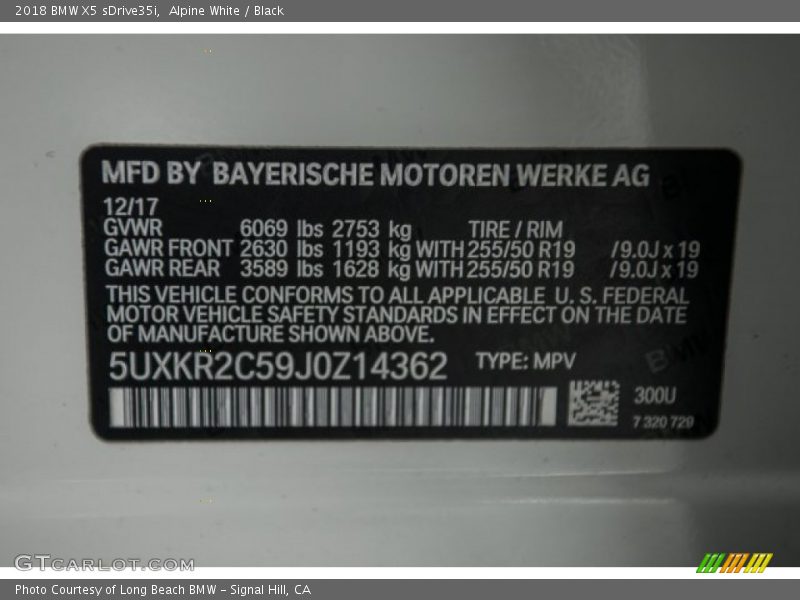 2018 BMW X5 sDrive35i, Alpine White / Black
MFD BY BAYERISCHE MOTOREN WERKE AG
12/17
GVWR 6069 lbs 2753 kg TIRE / RIM
GAWR FRONT 2630 lbs 1193 kg WITH 255/50 R19 /9.0J x 19
GAWR REAR 3589 lbs 1628 kg WITH 255/50 R19 /9.0J x 19
THIS VEHICLE CONFORMS TO ALL APPLICABLE U. S. FEDERAL
MOTOR VEHICLE SAFETY STANDARDS IN EFFECT ON THE DATE
OF MANUFACTURE SHOWN ABOVE.
5UXKR2C59J0Z14362 TYPE: MPV
300U
7 320 729
GTCARLOT.COM
Photo Courtesy of Long Beach BMW - Signal Hill, CA